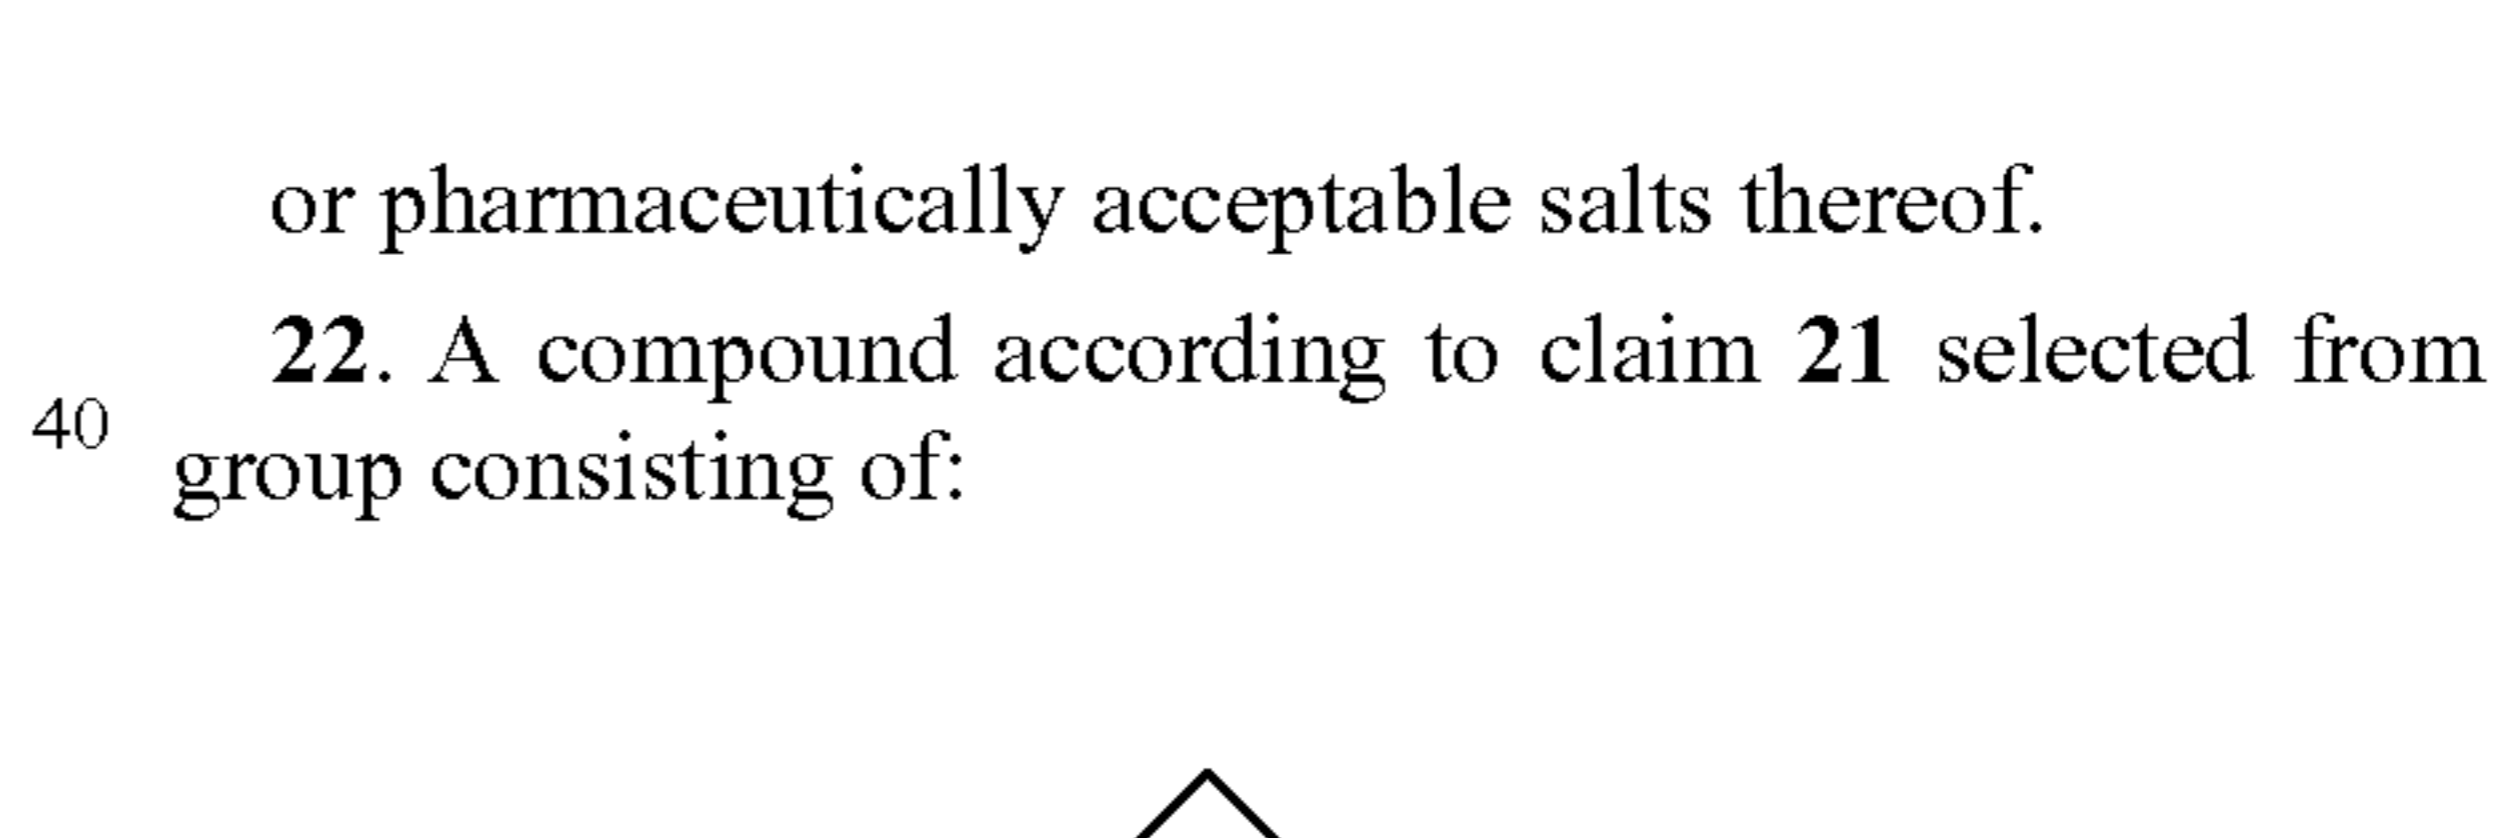 or pharmaceutically acceptable salts thereof.
22. A compound according to claim 21 selected from
40
group consisting of: